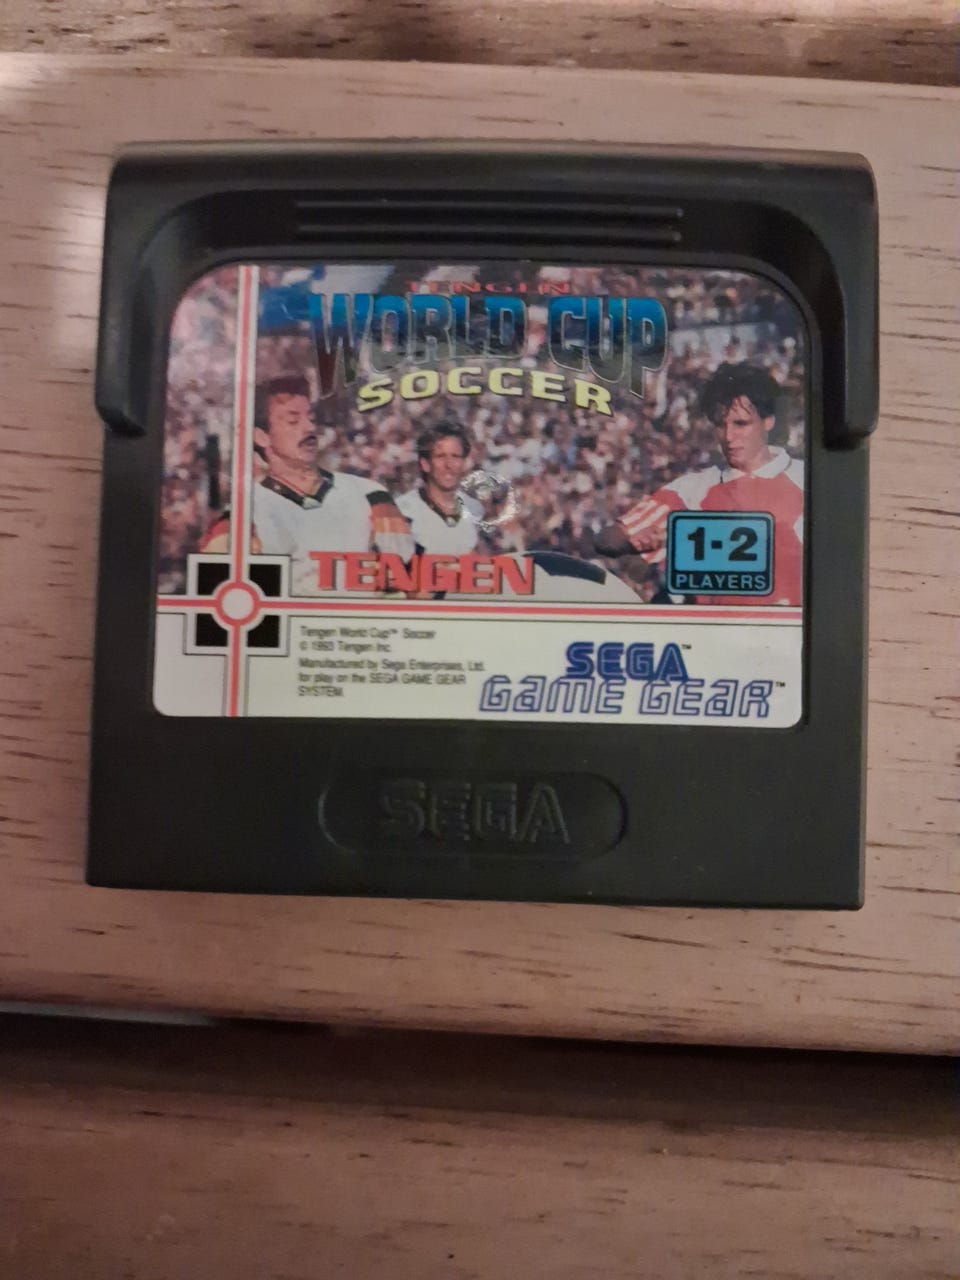 TENGEN
WORLD CUP
SOCCER
1-2
PLAYERS
TENGEN
Tengen World Cup™ Soccer
© 1993 Tengen Inc.
Manufactured by Sega Enterprises, Ltd.
for play on the SEGA GAME GEAR
SYSTEM.
SEGA™
GAME GEAR™
SEGA